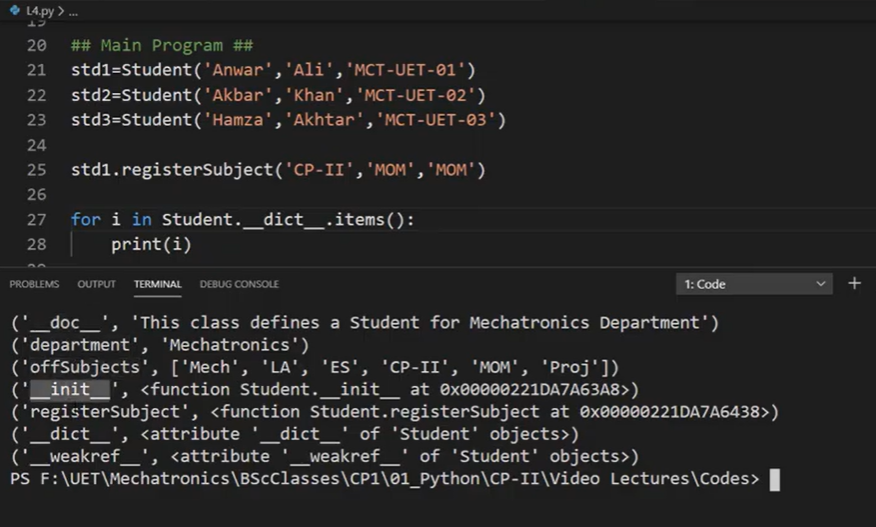 L4.py > ...
19
20 ## Main Program ##
21 std1=Student('Anwar','Ali','MCT-UET-01')
22 std2=Student('Akbar','Khan','MCT-UET-02')
23 std3=Student('Hamza','Akhtar','MCT-UET-03')
24
25 std1.registerSubject('CP-II','MOM','MOM')
26
27 for i in Student.__dict__.items():
28     print(i)
PROBLEMS OUTPUT TERMINAL DEBUG CONSOLE 1: Code
('__doc__', 'This class defines a Student for Mechatronics Department')
('department', 'Mechatronics')
('offSubjects', ['Mech', 'LA', 'ES', 'CP-II', 'MOM', 'Proj'])
('__init__', <function Student.__init__ at 0x00000221DA7A63A8>)
('registerSubject', <function Student.registerSubject at 0x00000221DA7A6438>)
('__dict__', <attribute '__dict__' of 'Student' objects>)
('__weakref__', <attribute '__weakref__' of 'Student' objects>)
PS F:\UET\Mechatronics\BScClasses\CP1\01_Python\CP-II\Video Lectures\Codes>